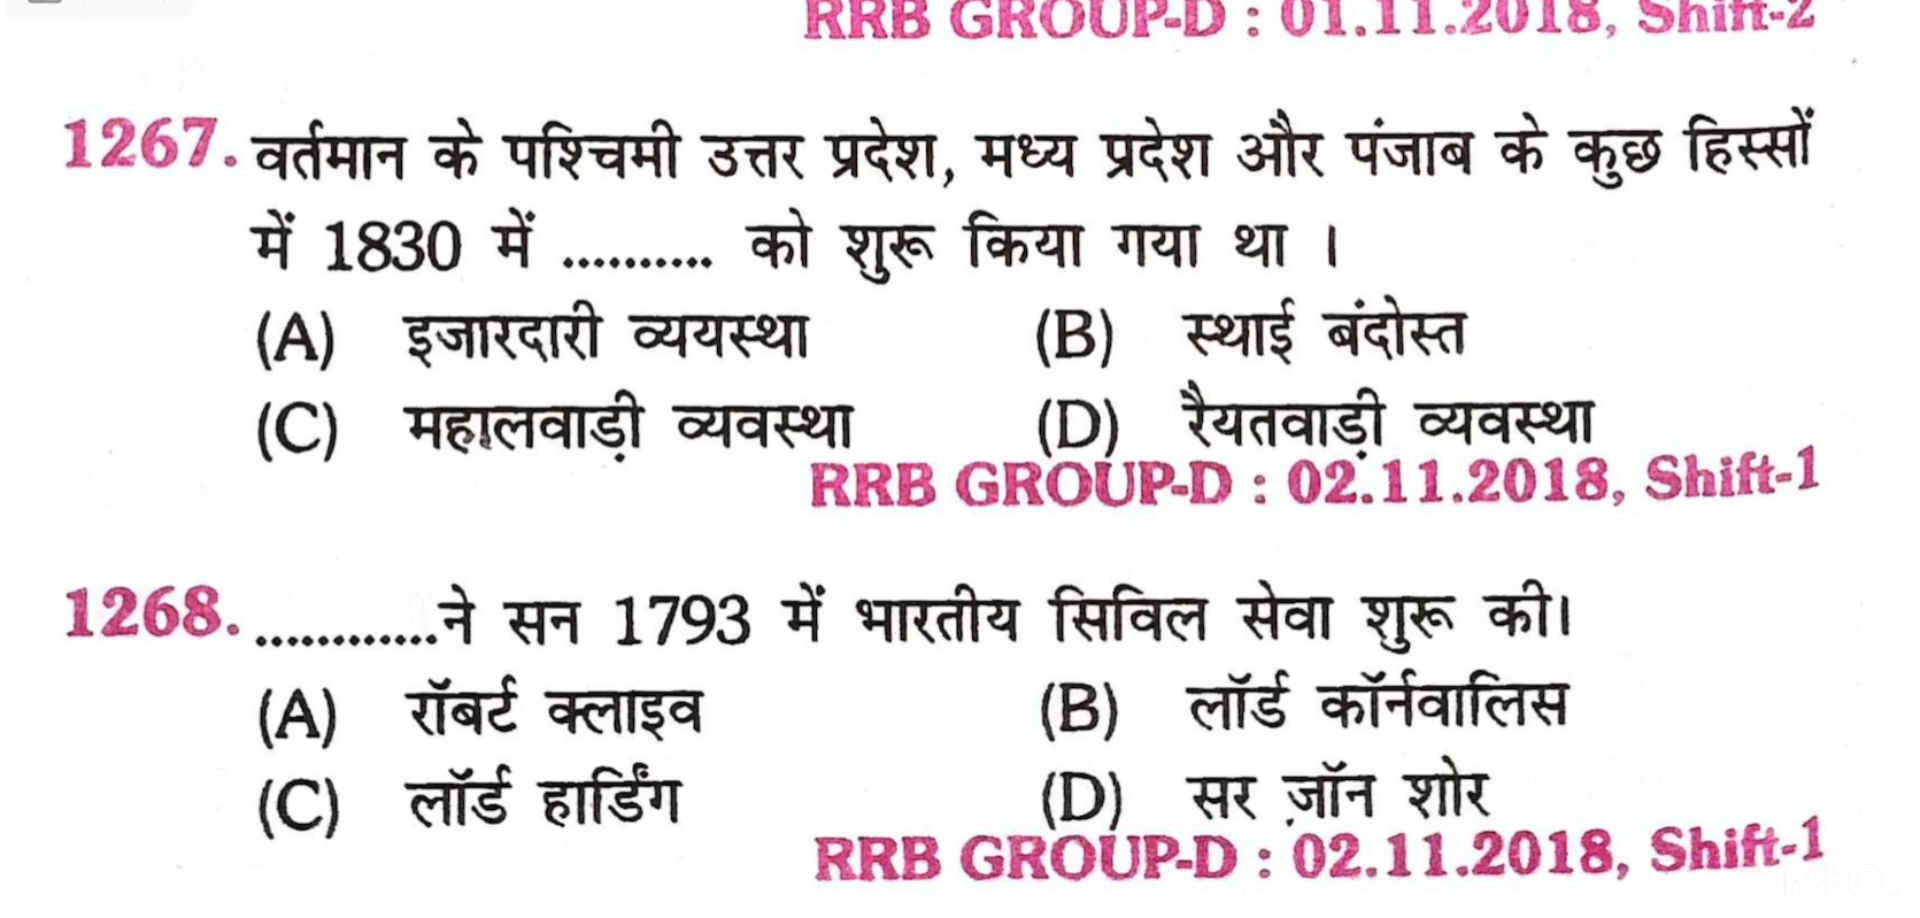 RRB GROUP-D : 01.11.2018, Shift-2
1267. वर्तमान के पश्चिमी उत्तर प्रदेश, मध्य प्रदेश और पंजाब के कुछ हिस्सों
में 1830 में .......... को शुरू किया गया था ।
(A) इजारदारी व्ययस्था (B) स्थाई बंदोस्त
(C) महालवाड़ी व्यवस्था (D) रैयतवाड़ी व्यवस्था
RRB GROUP-D : 02.11.2018, Shift-1
1268. ............ने सन 1793 में भारतीय सिविल सेवा शुरू की।
(A) रॉबर्ट क्लाइव (B) लॉर्ड कॉर्नवालिस
(C) लॉर्ड हार्डिंग (D) सर ज़ॉन शोर
RRB GROUP-D : 02.11.2018, Shift-1
InShOt